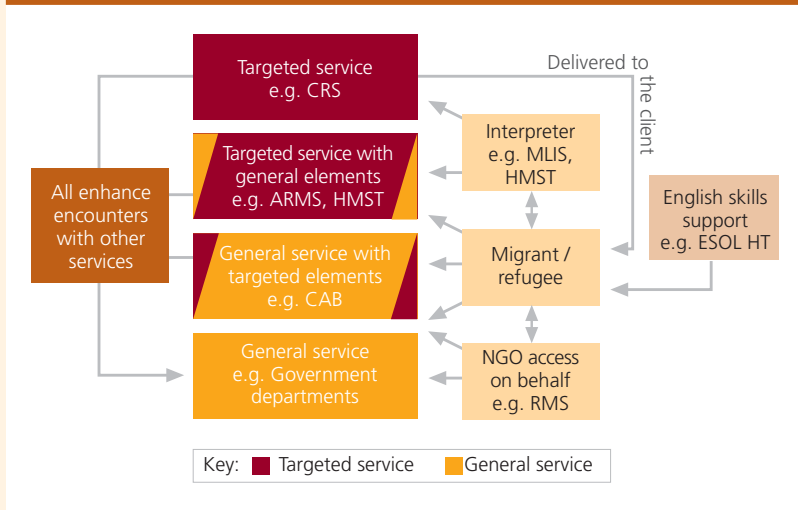 Targeted service
e.g. CRS
Delivered to
the client
Targeted service with
general elements
e.g. ARMS, HMST
Interpreter
e.g. MLIS,
HMST
All enhance
encounters
with other
services
English skills
support
e.g. ESOL HT
General service with
targeted elements
e.g. CAB
Migrant /
refugee
General service
e.g. Government
departments
NGO access
on behalf
e.g. RMS
Key: Targeted service General service